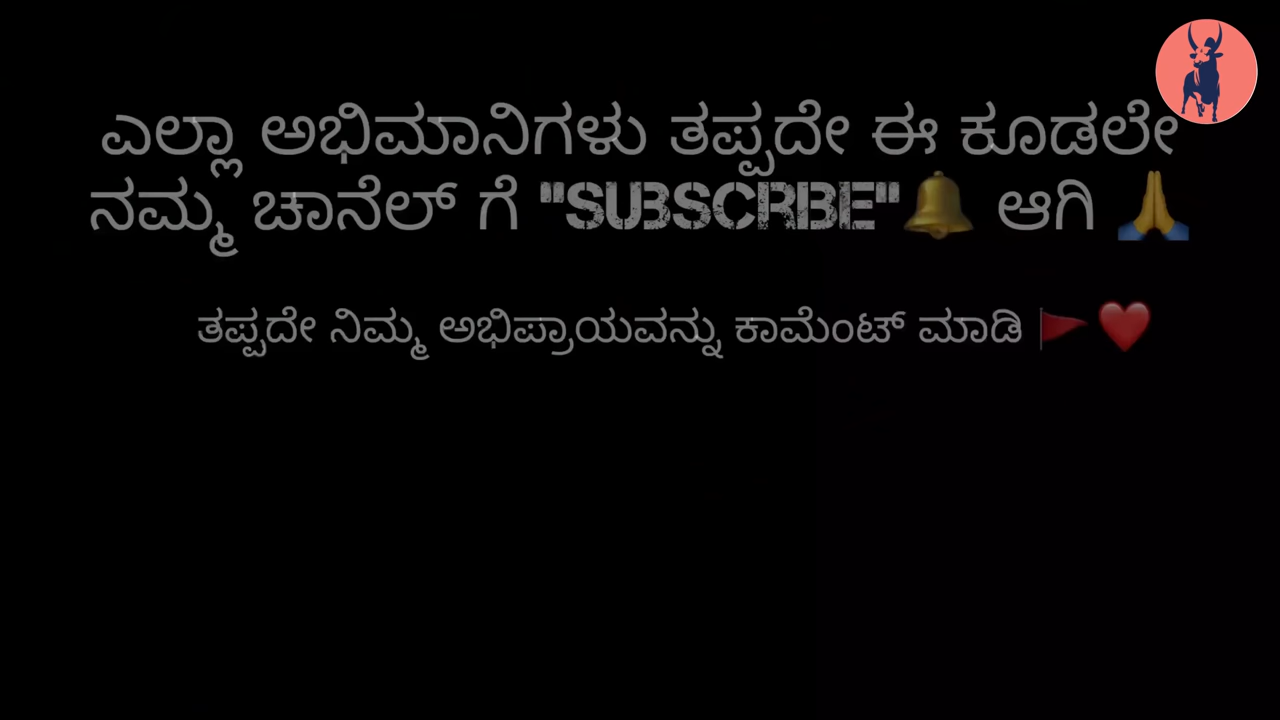 ಎಲ್ಲಾ ಅಭಿಮಾನಿಗಳು ತಪ್ಪದೇ ಈ ಕೂಡಲೇ
ನಮ್ಮ ಚಾನೆಲ್ ಗೆ "SUBSCRBE"🔔 ಆಗಿ 🙏
ತಪ್ಪದೇ ನಿಮ್ಮ ಅಭಿಪ್ರಾಯವನ್ನು ಕಾಮೆಂಟ್ ಮಾಡಿ 🚩❤️